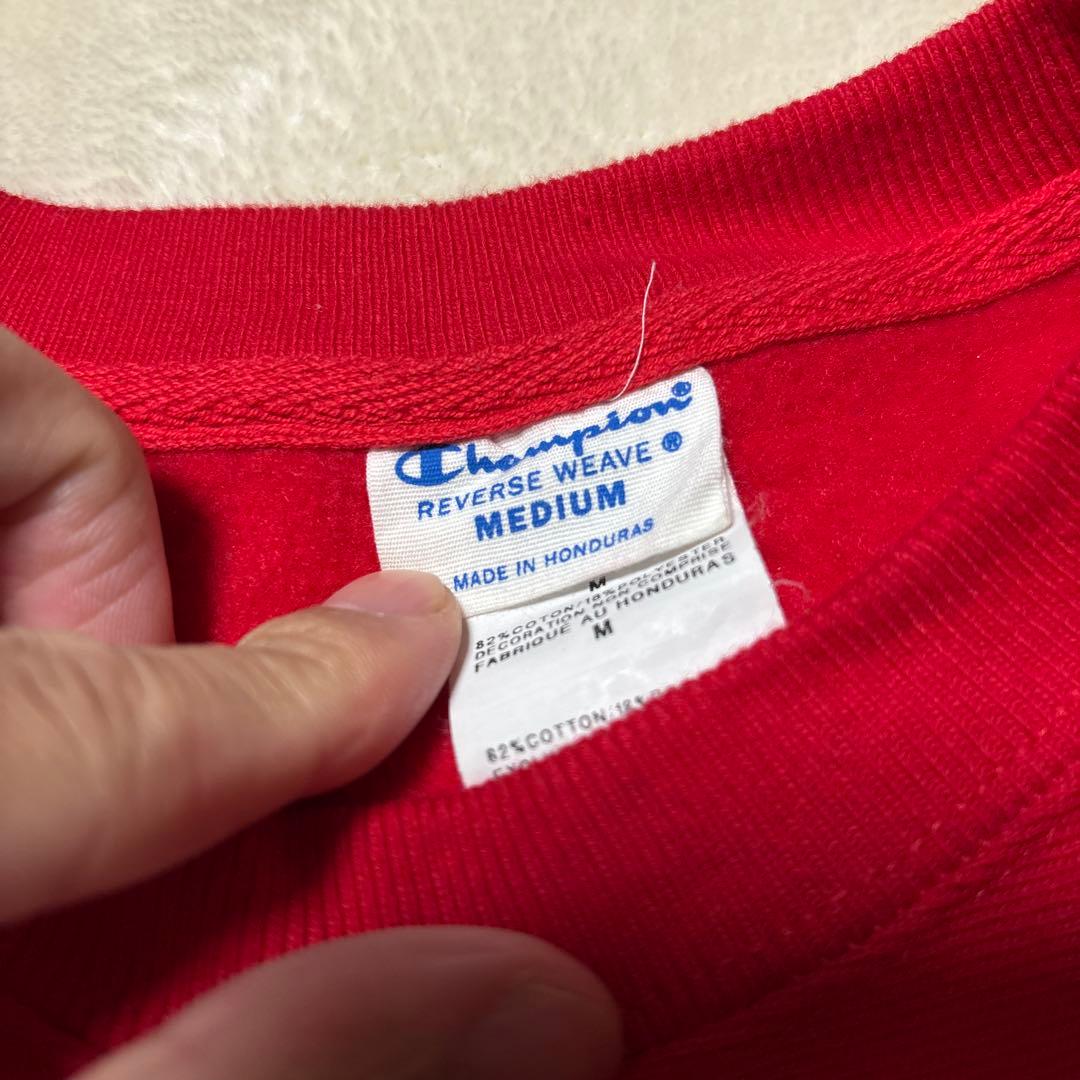 Champion®
REVERSE WEAVE ®
MEDIUM
MADE IN HONDURAS
M
82%COTON/18%POLYESTER
DECORATION NON COMPRISE
FABRIQUE AU HONDURAS
M
82%COTTON/18%